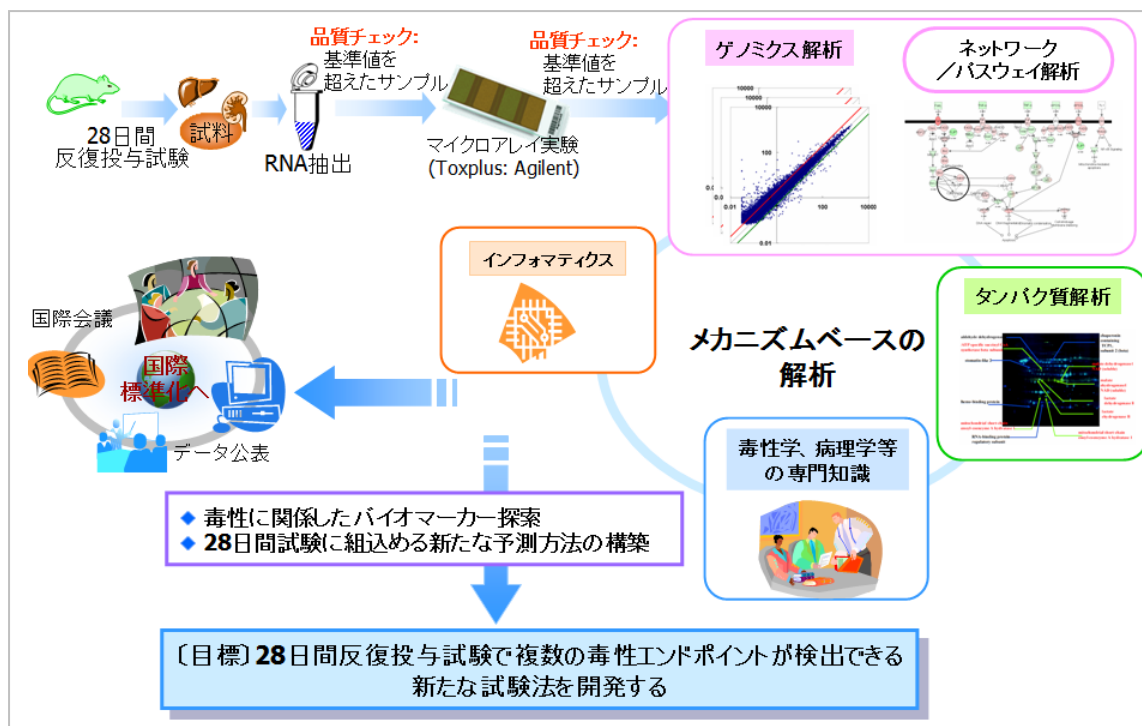 品質チェック:
基準値を
超えたサンプル
品質チェック:
基準値を
超えたサンプル
28日間
反復投与試験
試料
RNA抽出
マイクロアレイ実験
(Toxplus: Agilent)
ゲノミクス解析
ネットワーク
／パスウェイ解析
10000
10000
10000
100
0.01
100
10000
0.01
インフォマティクス
タンパク質解析
メカニズムベースの
解析
毒性学、病理学等
の専門知識
国際会議
国際
標準化へ
データ公表
◆ 毒性に関係したバイオマーカー探索
◆ 28日間試験に組込める新たな予測方法の構築
〔目標〕28日間反復投与試験で複数の毒性エンドポイントが検出できる
新たな試験法を開発する